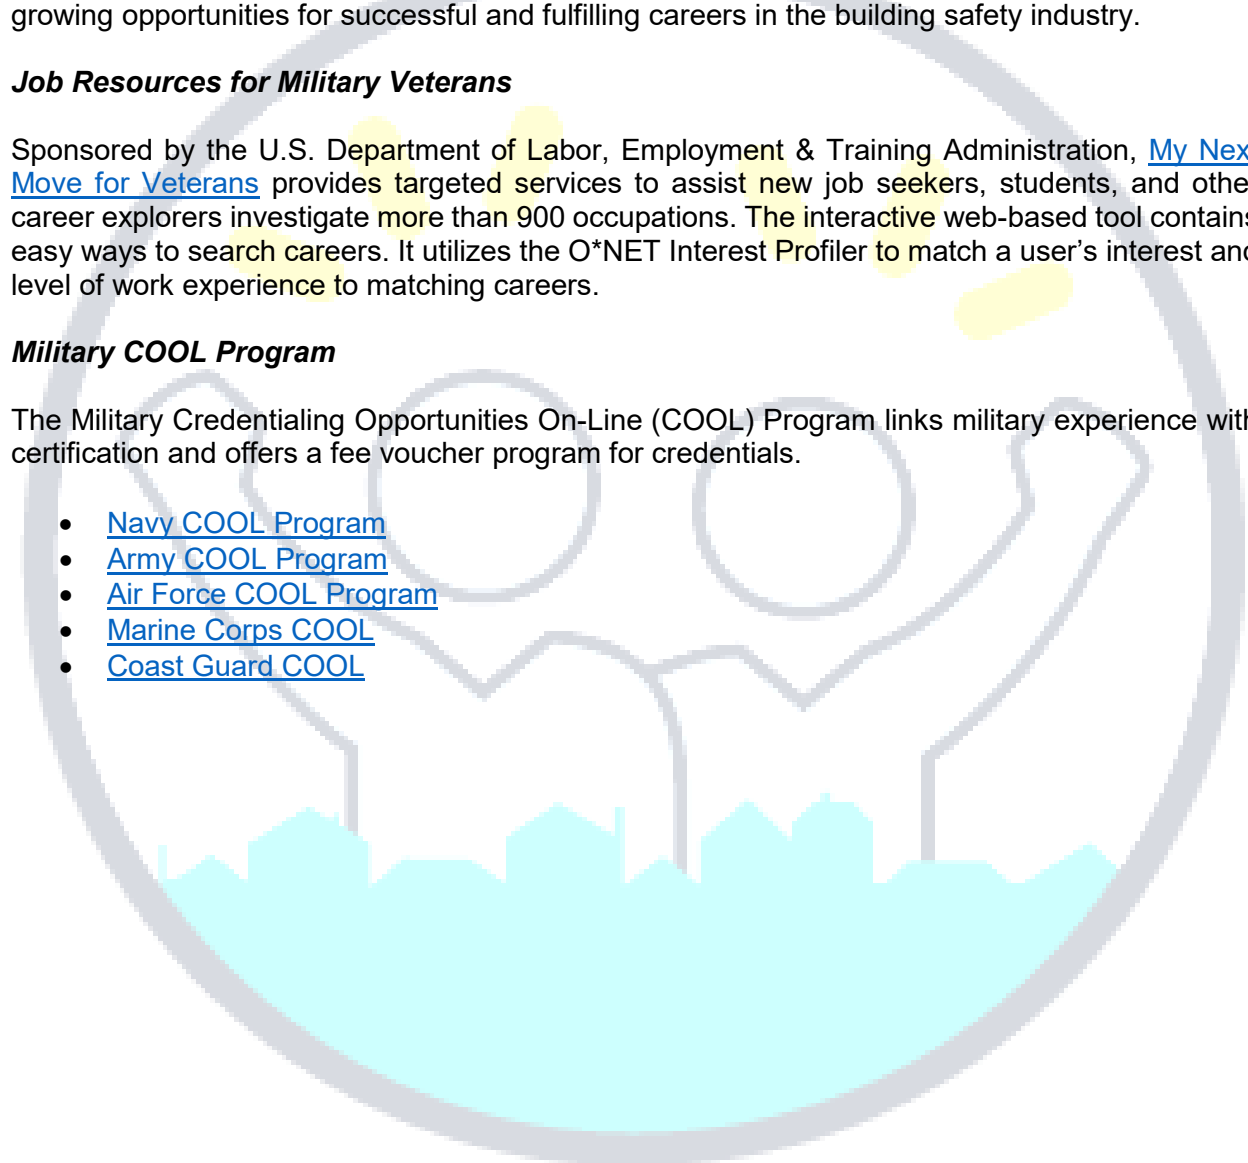 growing opportunities for successful and fulfilling careers in the building safety industry.
Job Resources for Military Veterans
Sponsored by the U.S. Department of Labor, Employment & Training Administration, My Nex
Move for Veterans provides targeted services to assist new job seekers, students, and othe
career explorers investigate more than 900 occupations. The interactive web-based tool contains
easy ways to search careers. It utilizes the O*NET Interest Profiler to match a user’s interest and
level of work experience to matching careers.
Military COOL Program
The Military Credentialing Opportunities On-Line (COOL) Program links military experience with
certification and offers a fee voucher program for credentials.
• Navy COOL Program
• Army COOL Program
• Air Force COOL Program
• Marine Corps COOL
• Coast Guard COOL